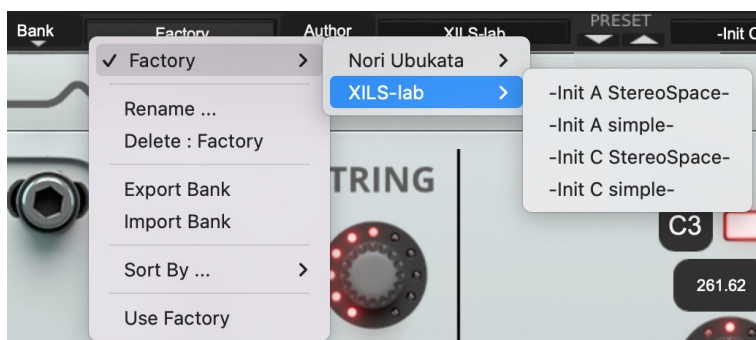 Bank
Factory
Author
XILS-lab
PRESET
-Init C
✓ Factory >
Nori Ubukata >
XILS-lab >
-Init A StereoSpace-
-Init A simple-
-Init C StereoSpace-
-Init C simple-
Rename ...
Delete : Factory
Export Bank
Import Bank
Sort By ... >
Use Factory
TRING
C3
261.62